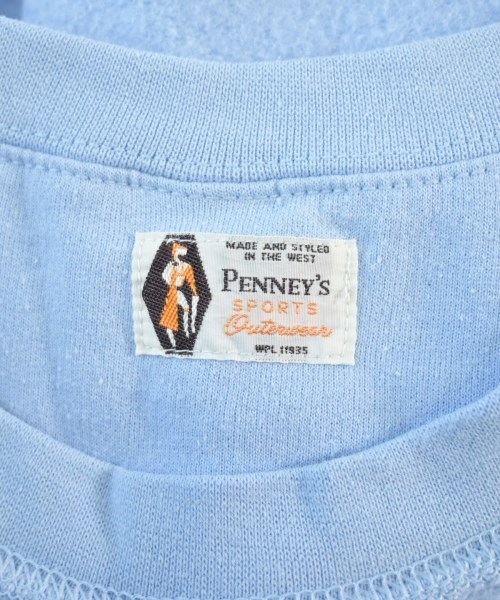 MADE AND STYLED
IN THE WEST
PENNEY'S
SPORTS
Outerwear
WPL 11935